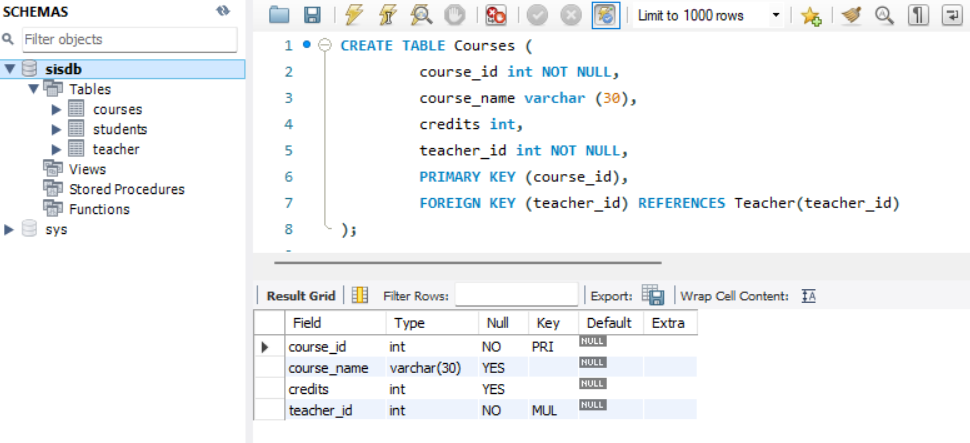 SCHEMAS
Filter objects
sisdb
Tables
courses
students
teacher
Views
Stored Procedures
Functions
sys
Limit to 1000 rows
1 CREATE TABLE Courses (
2 course_id int NOT NULL,
3 course_name varchar (30),
4 credits int,
5 teacher_id int NOT NULL,
6 PRIMARY KEY (course_id),
7 FOREIGN KEY (teacher_id) REFERENCES Teacher(teacher_id)
8 );
Result Grid Filter Rows: Export: Wrap Cell Content: IA
Field Type Null Key Default Extra
course_id int NO PRI NULL
course_name varchar(30) YES NULL
credits int YES NULL
teacher_id int NO MUL NULL